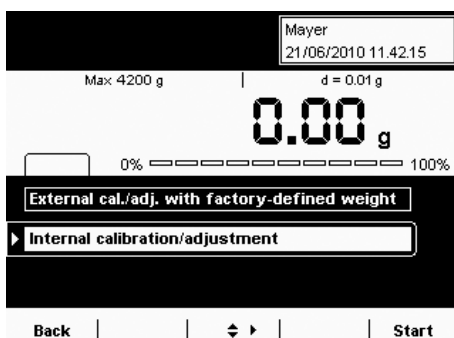 Mayer
21/06/2010 11.42.15
Max 4200 g d = 0.01 g
0.00 g
0% 100%
External cal./adj. with factory-defined weight
Internal calibration/adjustment
Back Start